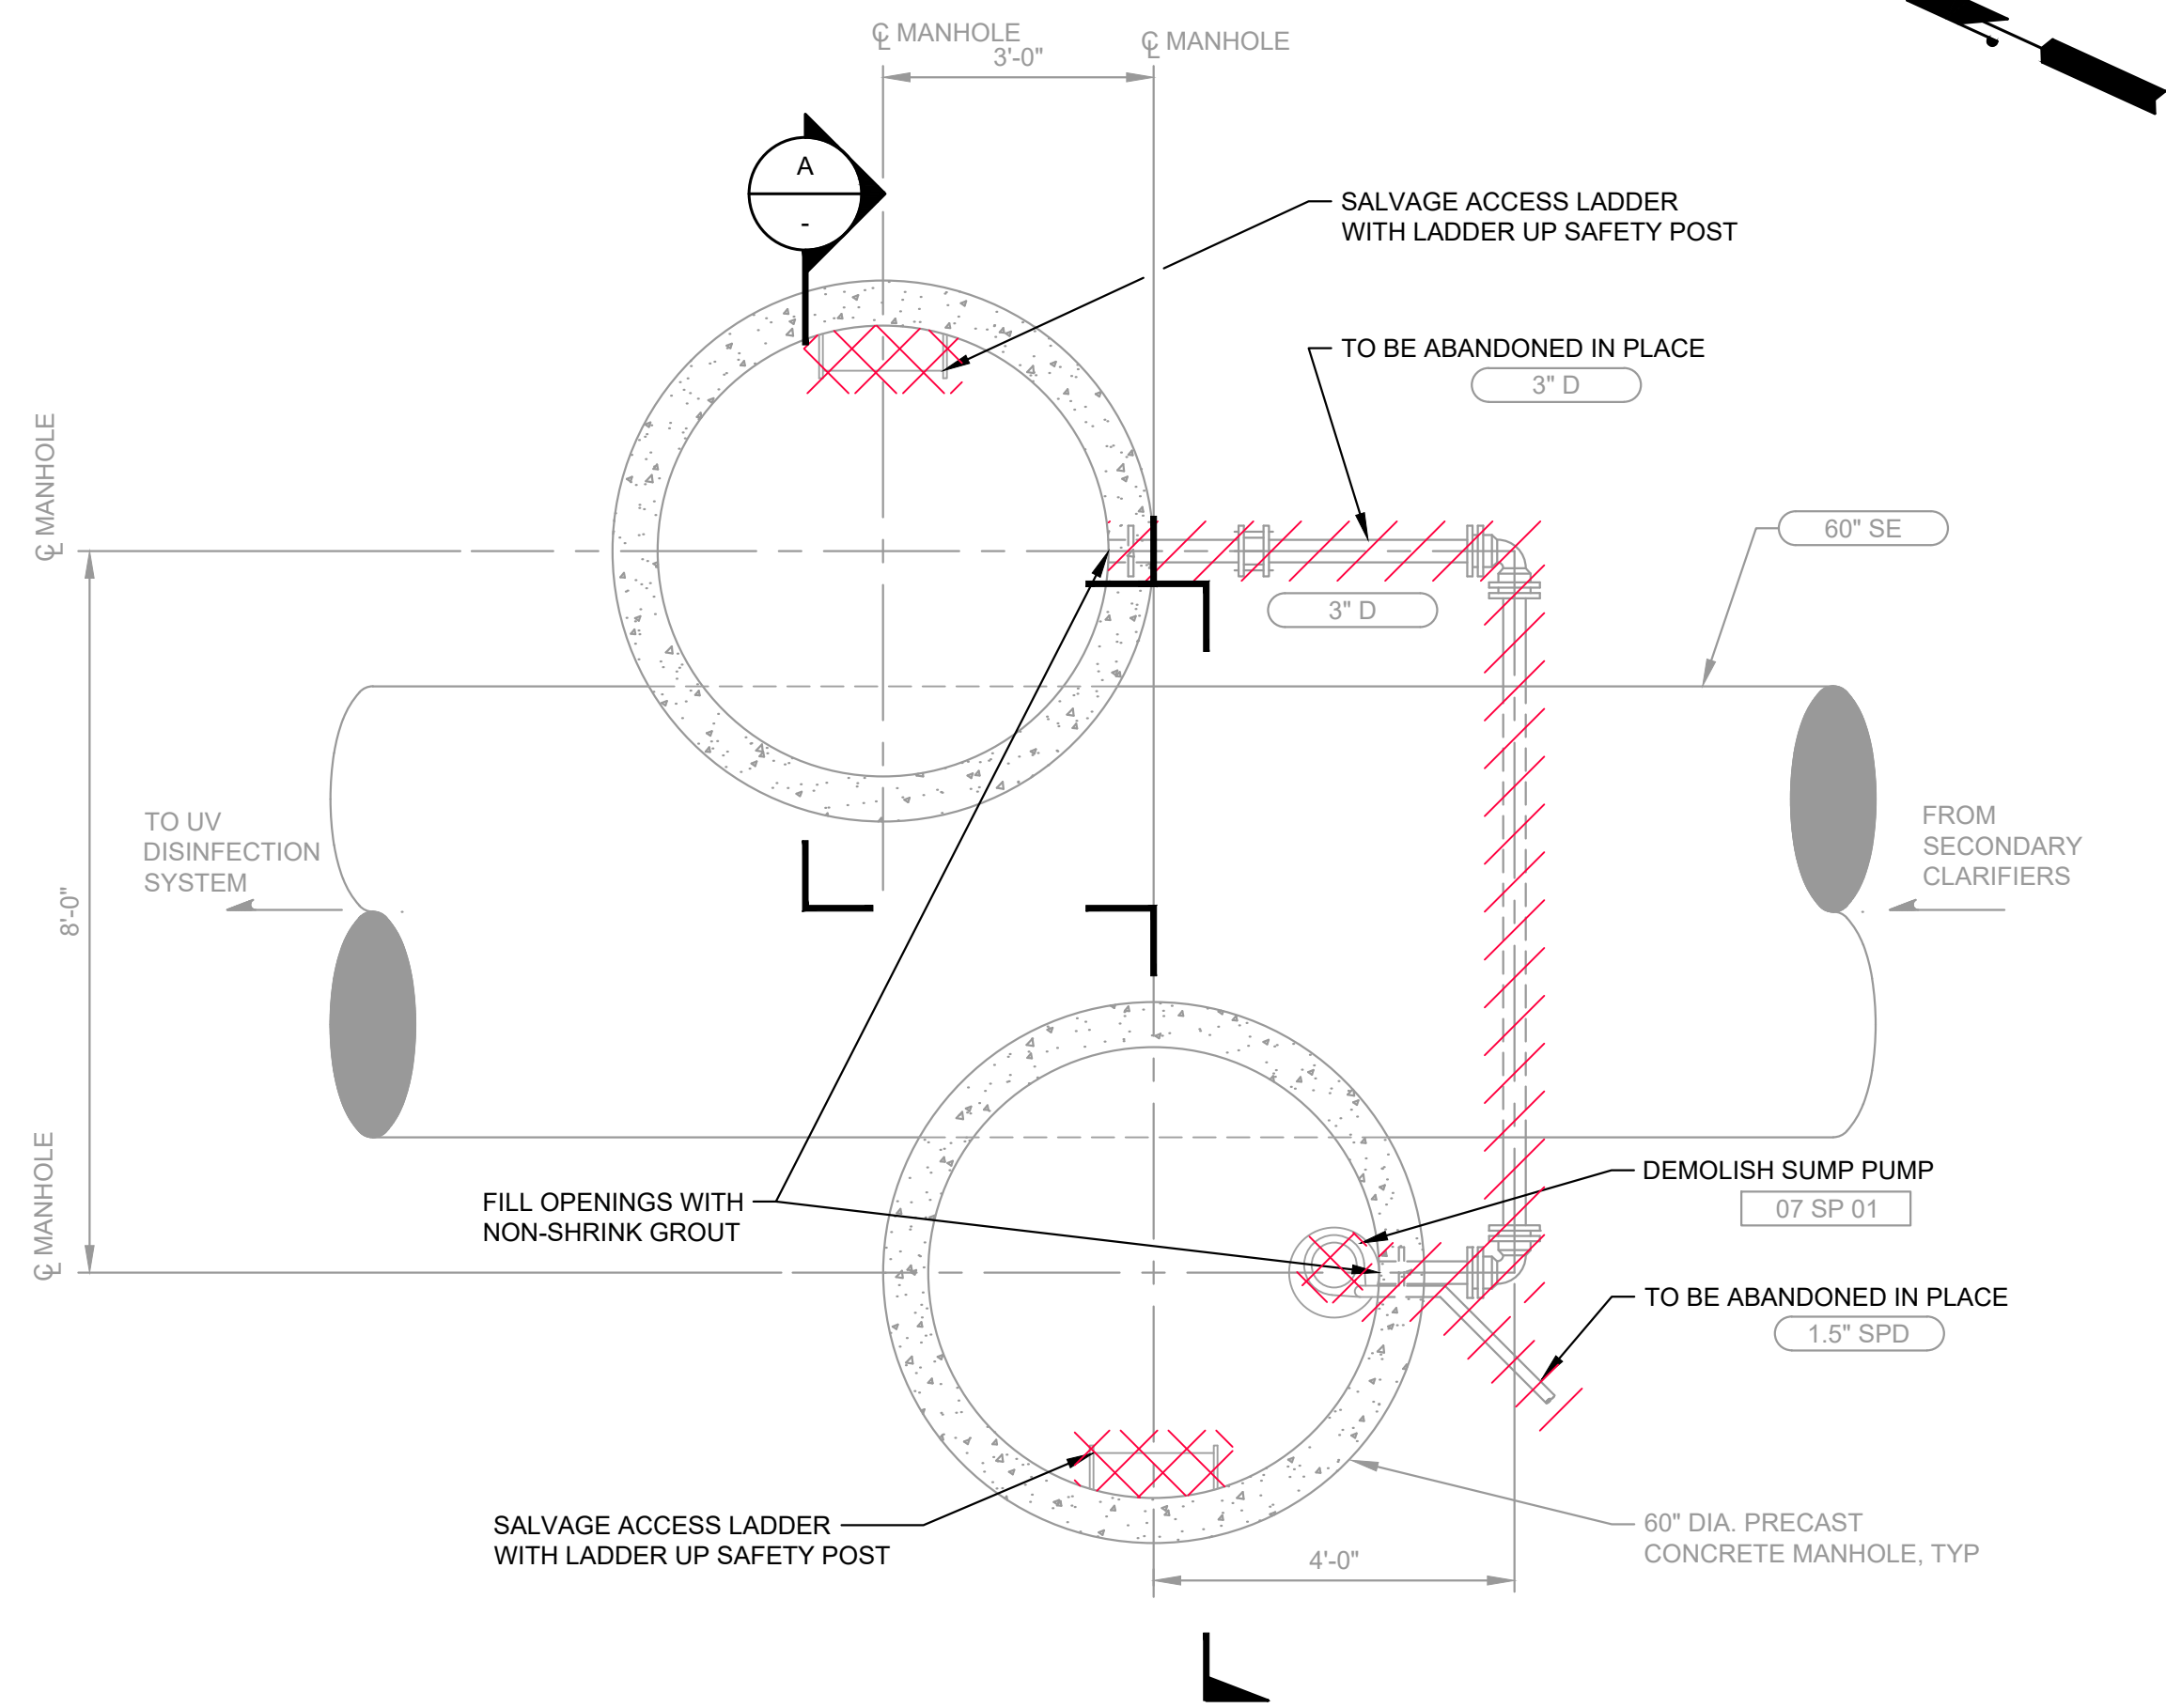 ℄ MANHOLE
℄ MANHOLE
3'-0"
A
-
SALVAGE ACCESS LADDER
WITH LADDER UP SAFETY POST
TO BE ABANDONED IN PLACE
3" D
℄ MANHOLE
60" SE
3" D
TO UV
DISINFECTION
SYSTEM
FROM
SECONDARY
CLARIFIERS
8'-0"
℄ MANHOLE
FILL OPENINGS WITH
NON-SHRINK GROUT
DEMOLISH SUMP PUMP
07 SP 01
TO BE ABANDONED IN PLACE
1.5" SPD
SALVAGE ACCESS LADDER
WITH LADDER UP SAFETY POST
60" DIA. PRECAST
CONCRETE MANHOLE, TYP
4'-0"